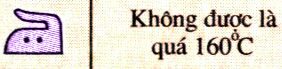 Không được là
quá 160°C